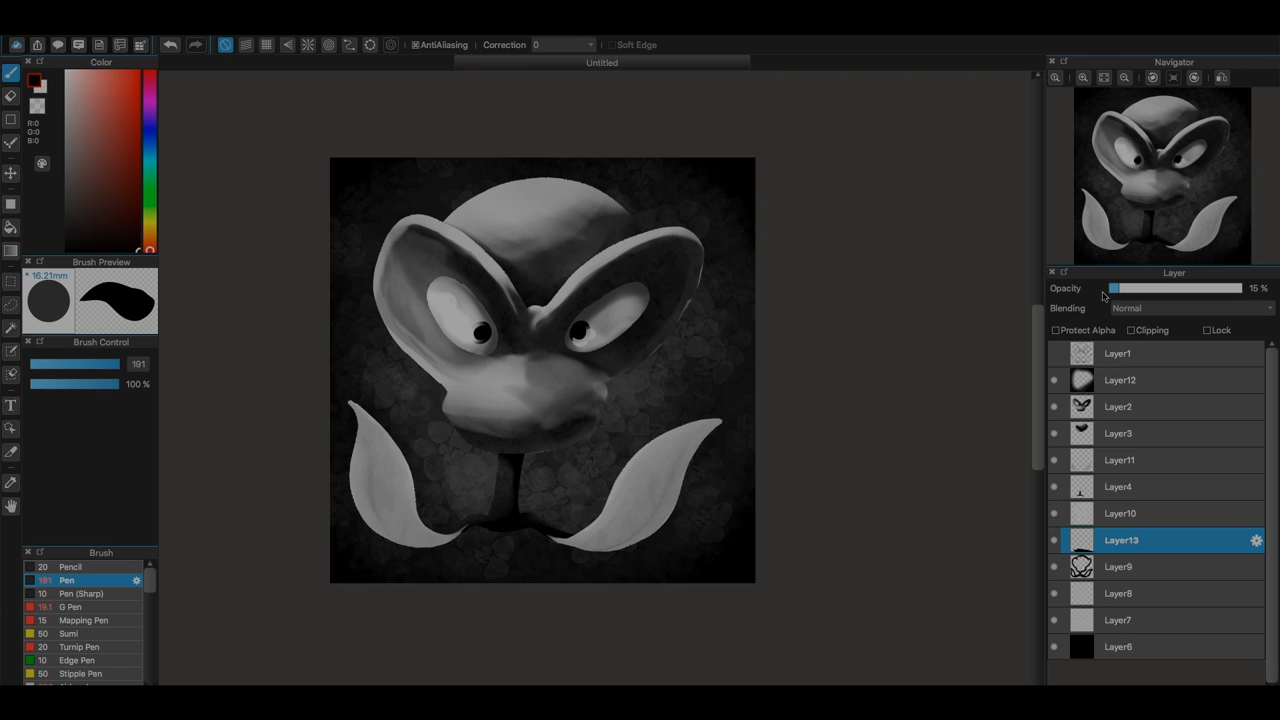 AntiAliasing Correction 0 Soft Edge
Color
Untitled
Navigator
R:0
G:0
B:0
Brush Preview
* 16.21mm
Brush Control
191
100 %
Layer
Opacity 15 %
Blending Normal
Protect Alpha Clipping Lock
Layer1
Layer12
Layer2
Layer3
Layer11
Layer4
Layer10
Layer13
Layer9
Layer8
Layer7
Layer6
T
Brush
20 Pencil
191 Pen
10 Pen (Sharp)
19.1 G Pen
15 Mapping Pen
50 Sumi
20 Turnip Pen
10 Edge Pen
50 Stipple Pen